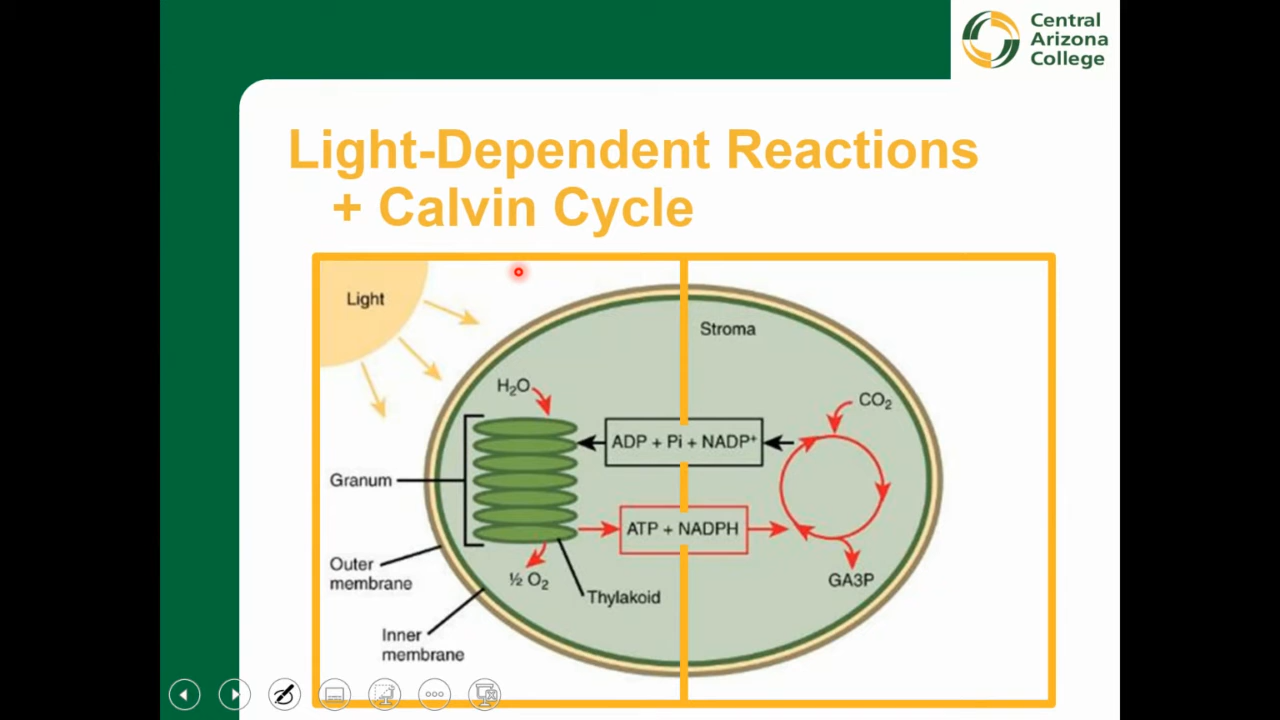 Central
Arizona
College
Light-Dependent Reactions
+ Calvin Cycle
Light
Stroma
H₂O
CO₂
ADP + Pi + NADP⁺
Granum
ATP + NADPH
Outer
membrane
½ O₂
GA3P
Thylakoid
Inner
membrane